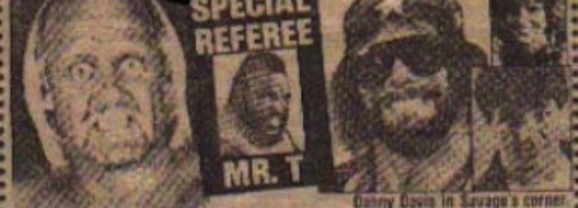 SPECIAL
REFEREE
MR. T
Danny Davis in Savage's corner